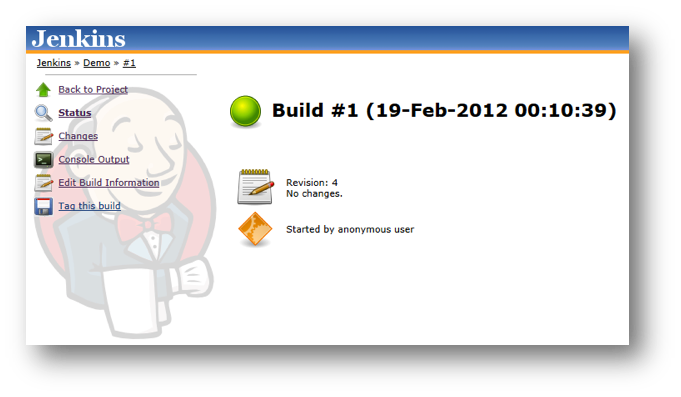 Jenkins
Jenkins » Demo » #1
Back to Project
Status
Changes
Console Output
Edit Build Information
Tag this build
Build #1 (19-Feb-2012 00:10:39)
Revision: 4
No changes.
Started by anonymous user